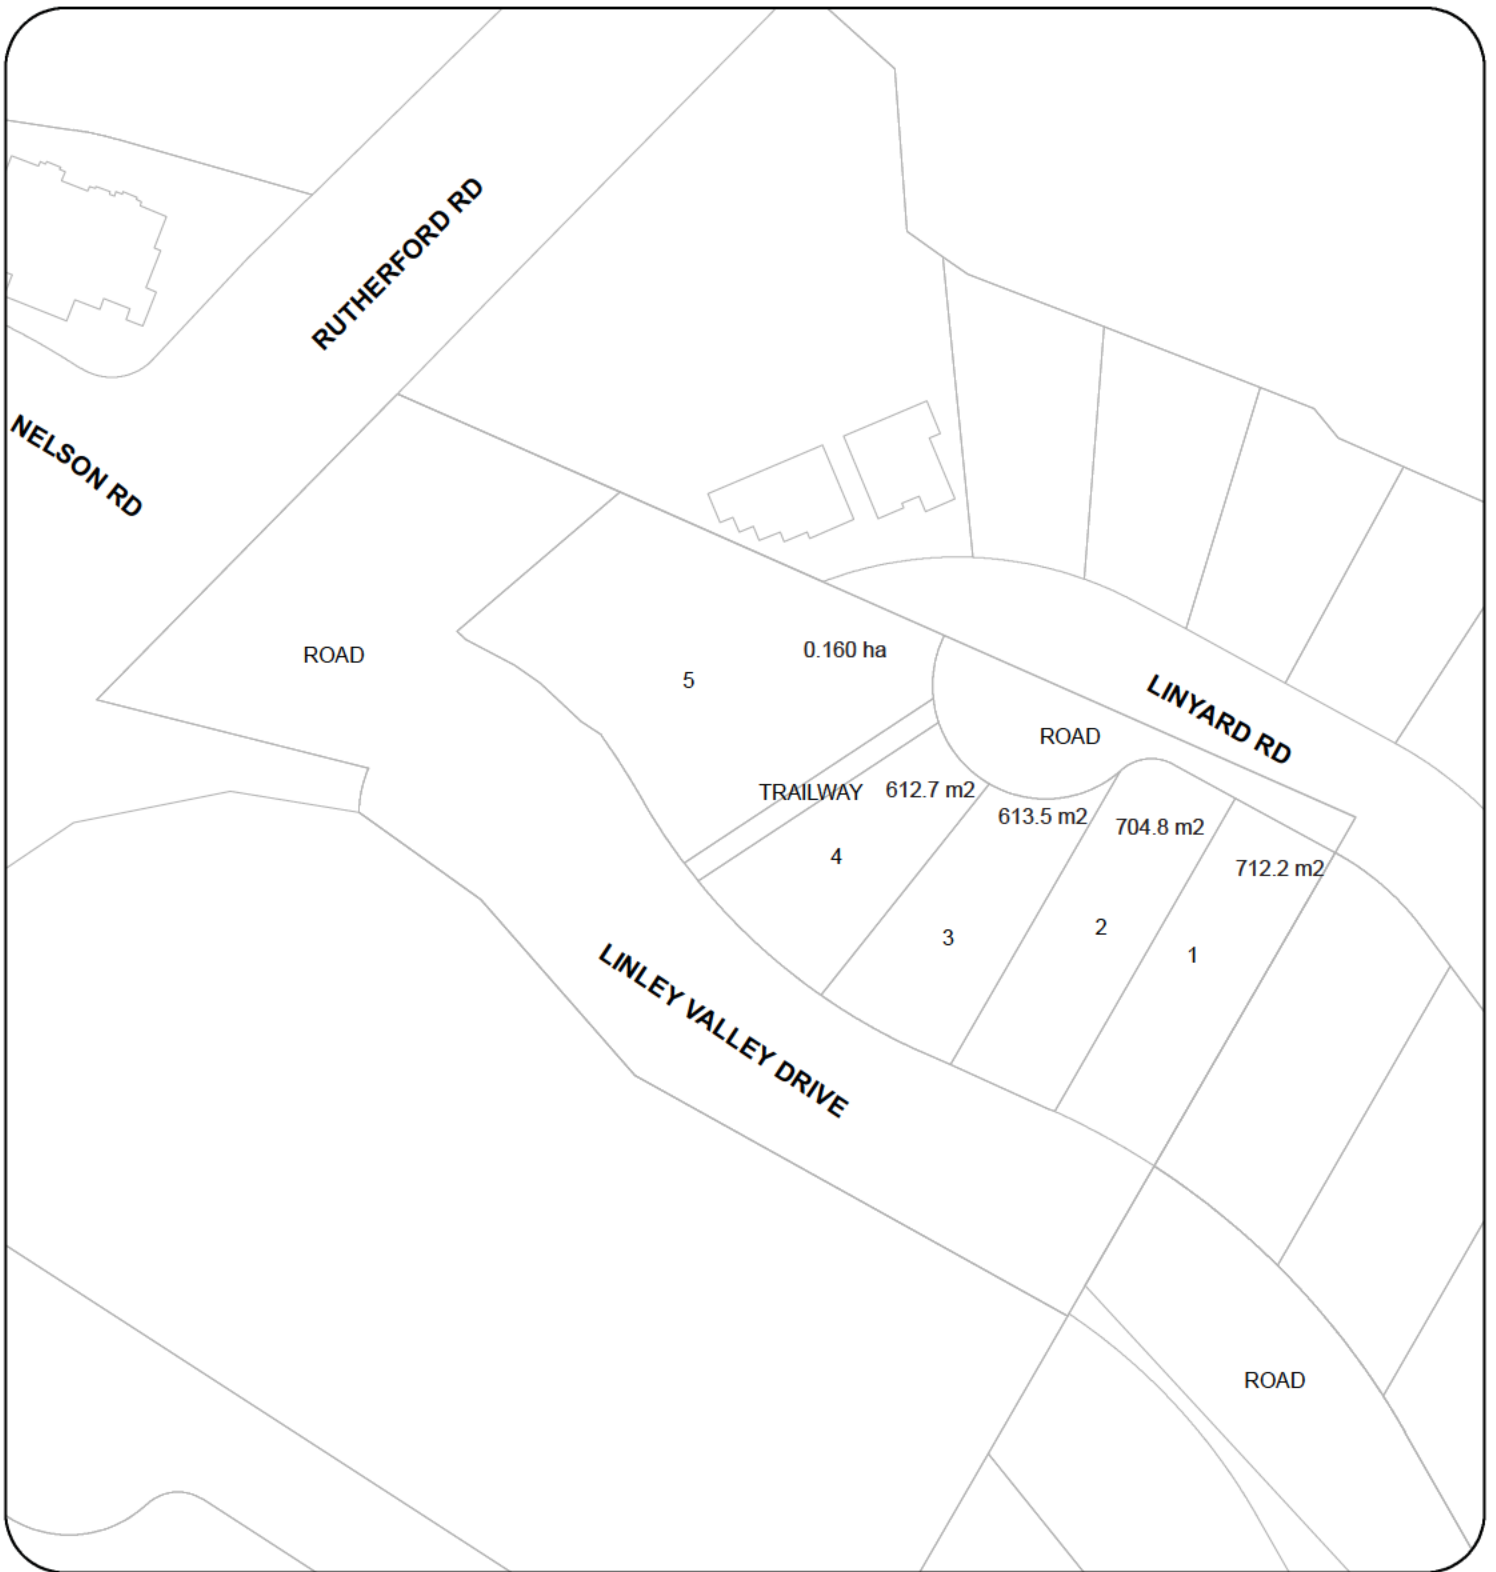 RUTHERFORD RD
NELSON RD
ROAD
0.160 ha
5
LINYARD RD
ROAD
TRAILWAY
612.7 m2
613.5 m2
704.8 m2
712.2 m2
4
3
2
1
LINLEY VALLEY DRIVE
ROAD